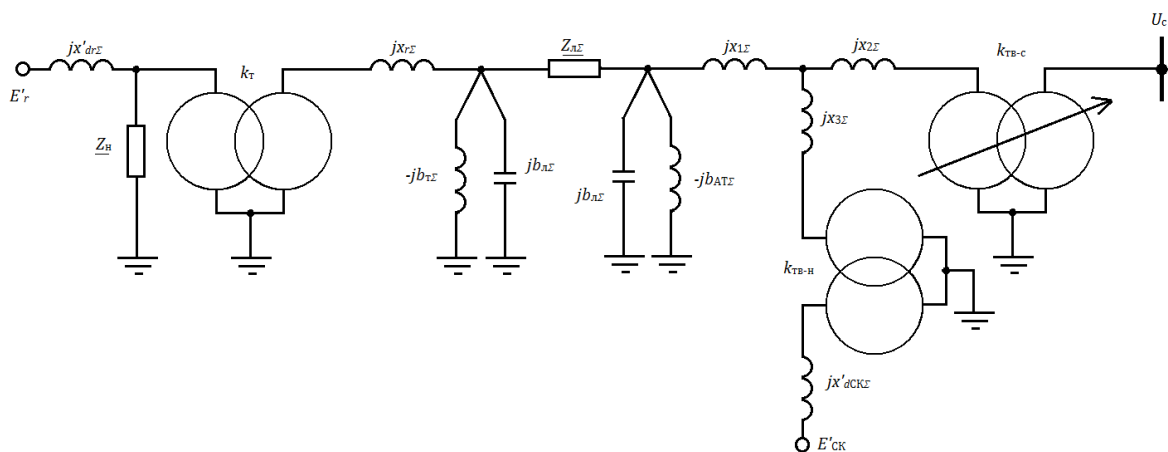 U_c
jx'_{drΣ}
k_т
jx_{rΣ}
Z_{лΣ}
jx_{1Σ}
jx_{2Σ}
k_{тв-с}
E'_r
Z_н
jx_{3Σ}
-jb_{тΣ}
jb_{лΣ}
jb_{лΣ}
-jb_{АТΣ}
k_{тв-н}
jx'_{dСКΣ}
E'_{СК}